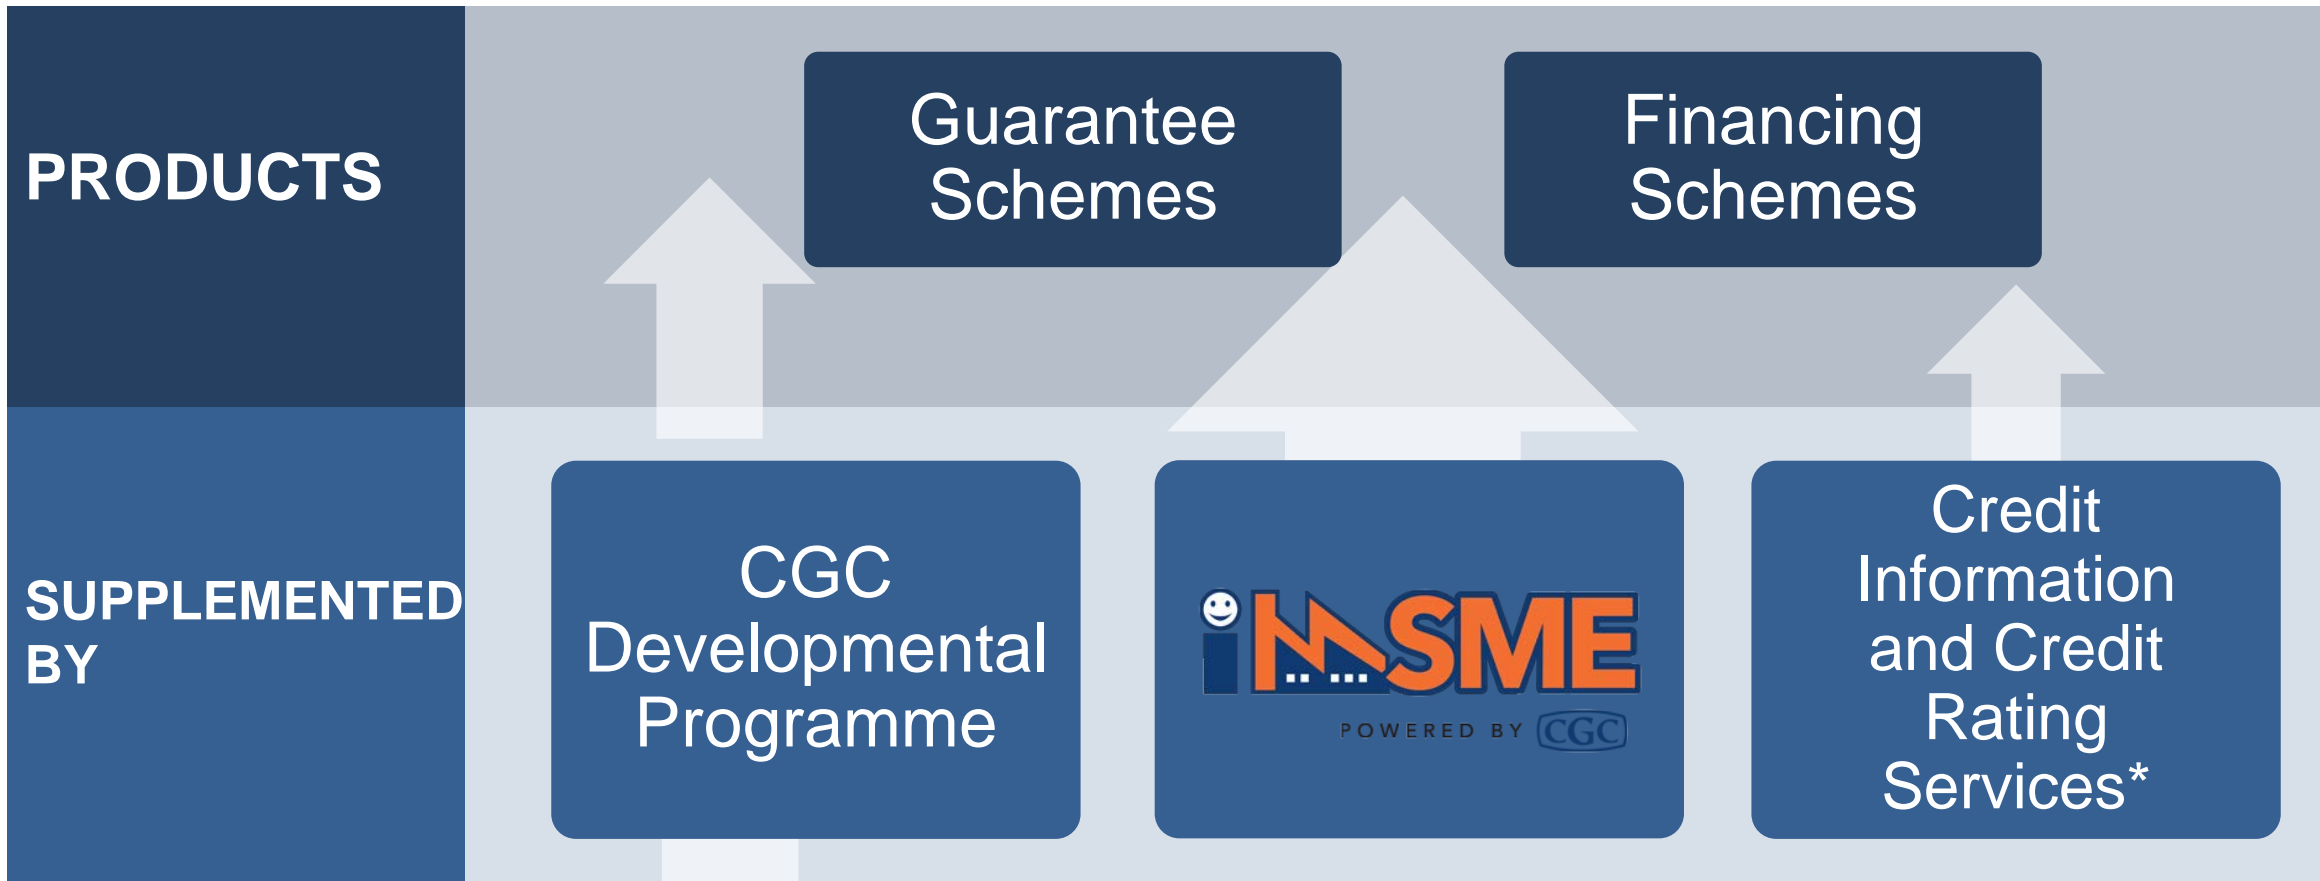 PRODUCTS
Guarantee
Schemes
Financing
Schemes
SUPPLEMENTED
BY
CGC
Developmental
Programme
iMSME
POWERED BY CGC
Credit
Information
and Credit
Rating
Services*